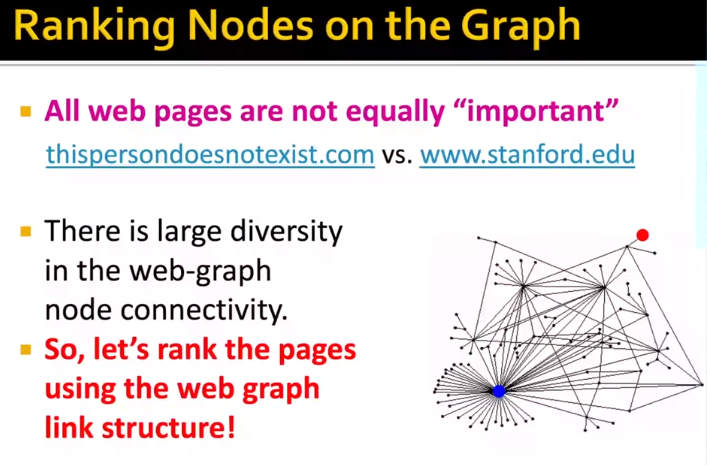 Ranking Nodes on the Graph
All web pages are not equally “important”
thispersondoesnotexist.com vs. www.stanford.edu
There is large diversity
in the web-graph
node connectivity.
So, let’s rank the pages
using the web graph
link structure!